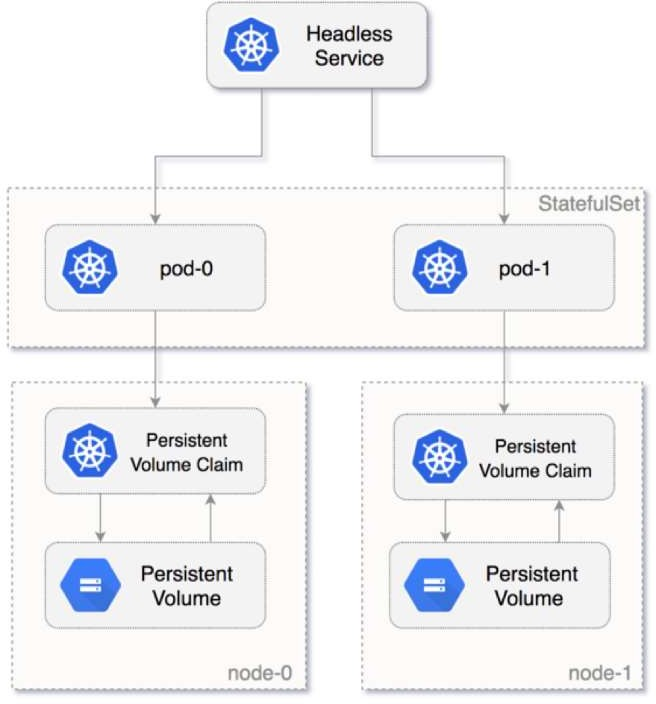 Headless
Service
StatefulSet
pod-0
pod-1
Persistent
Volume Claim
Persistent
Volume Claim
Persistent
Volume
Persistent
Volume
node-0
node-1